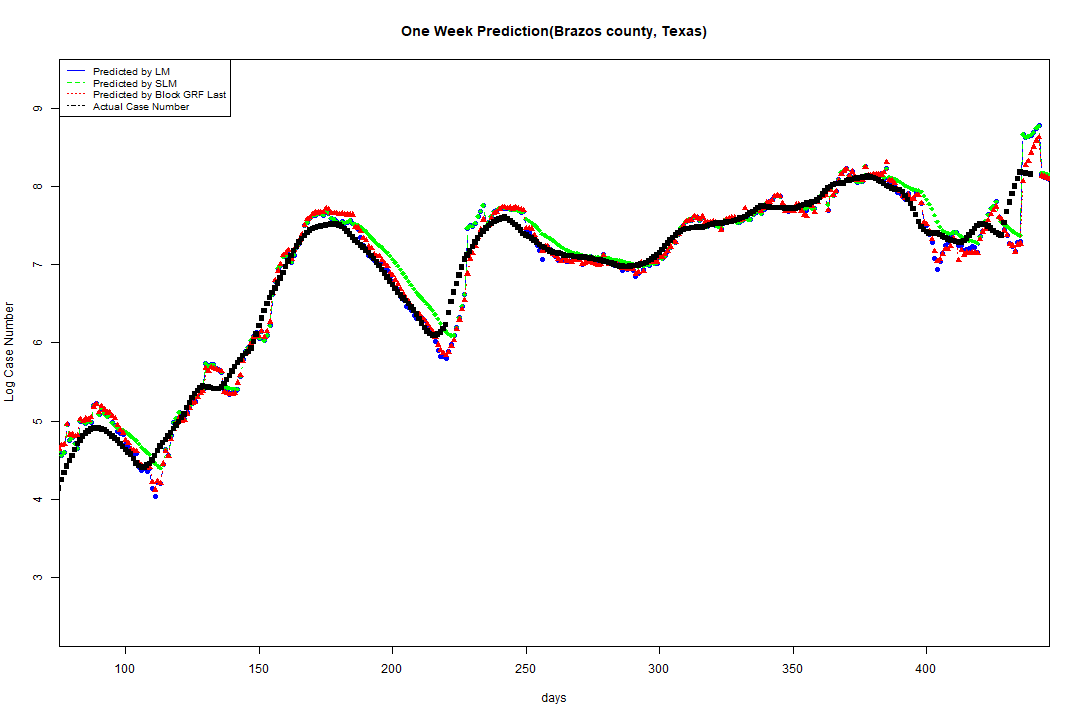 One Week Prediction(Brazos county, Texas)
Predicted by LM
Predicted by SLM
Predicted by Block GRF Last
Actual Case Number
9
8
7
6
5
4
3
Log Case Number
100 150 200 250 300 350 400
days